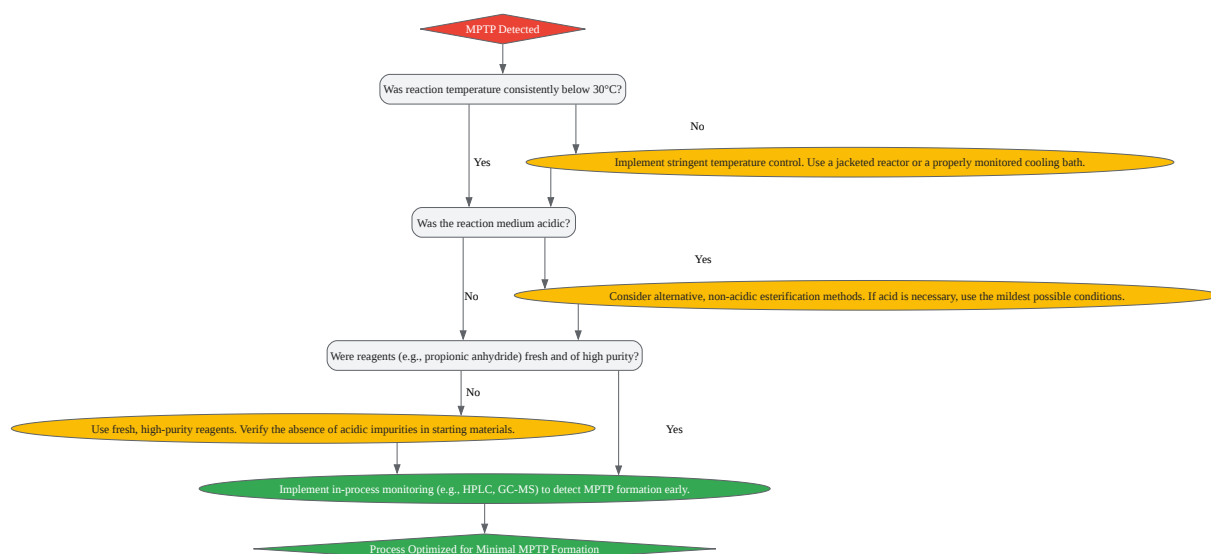 MPTP Detected
Was reaction temperature consistently below 30°C?
No
Yes
Implement stringent temperature control. Use a jacketed reactor or a properly monitored cooling bath.
Was the reaction medium acidic?
Yes
No
Consider alternative, non-acidic esterification methods. If acid is necessary, use the mildest possible conditions.
Were reagents (e.g., propionic anhydride) fresh and of high purity?
No
Use fresh, high-purity reagents. Verify the absence of acidic impurities in starting materials.
Yes
Implement in-process monitoring (e.g., HPLC, GC-MS) to detect MPTP formation early.
Process Optimized for Minimal MPTP Formation